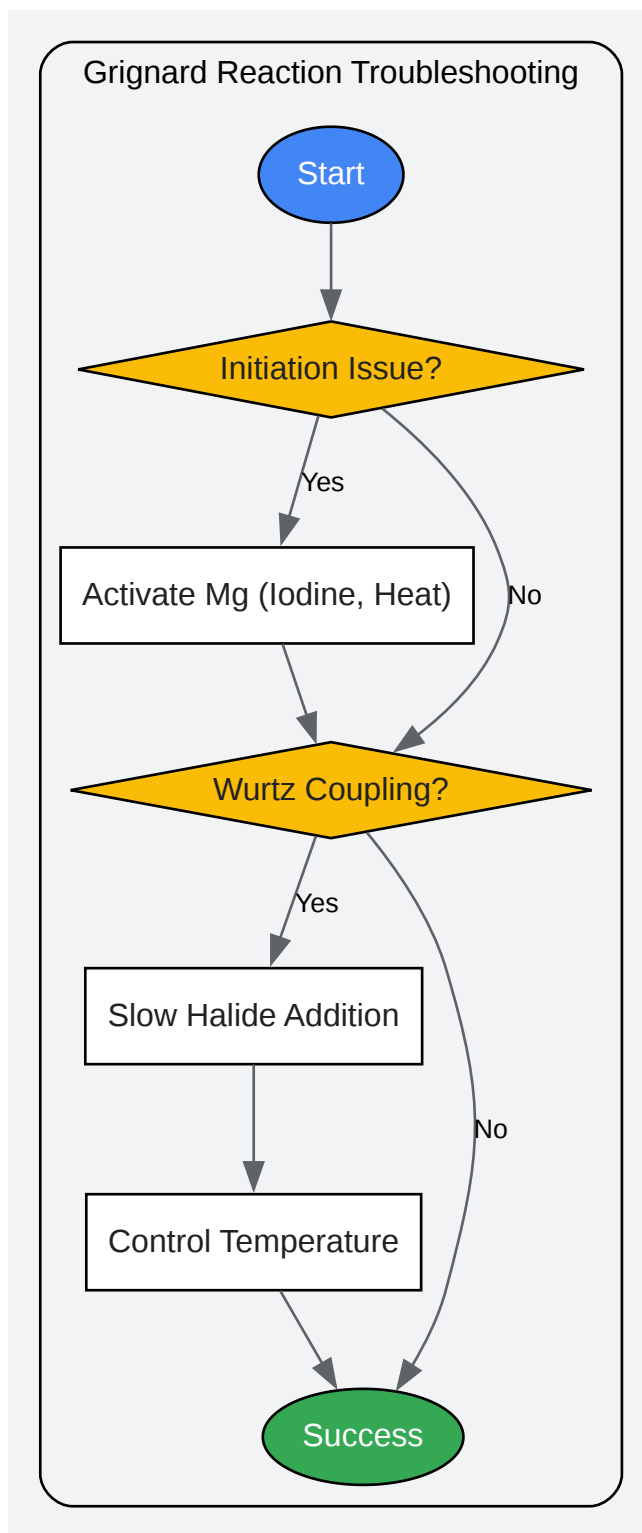 Grignard Reaction Troubleshooting
Start
Initiation Issue?
Yes
Activate Mg (Iodine, Heat)
No
Wurtz Coupling?
Yes
Slow Halide Addition
No
Control Temperature
Success